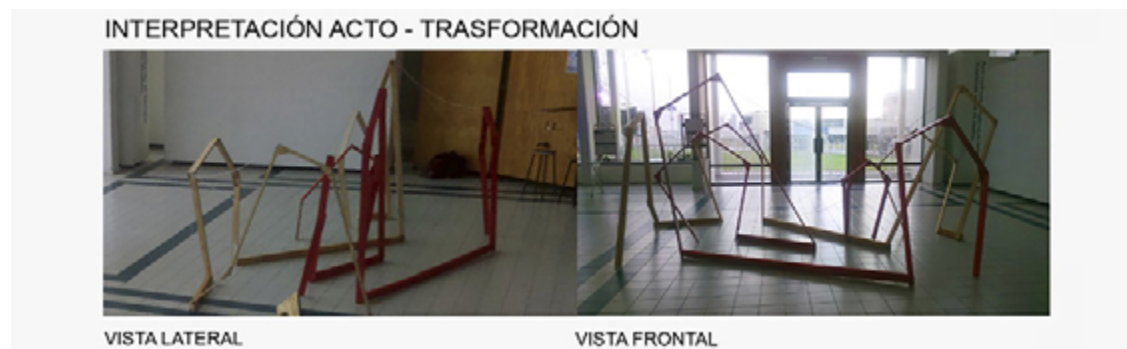 INTERPRETACIÓN ACTO - TRASFORMACIÓN
VISTA LATERAL
VISTA FRONTAL